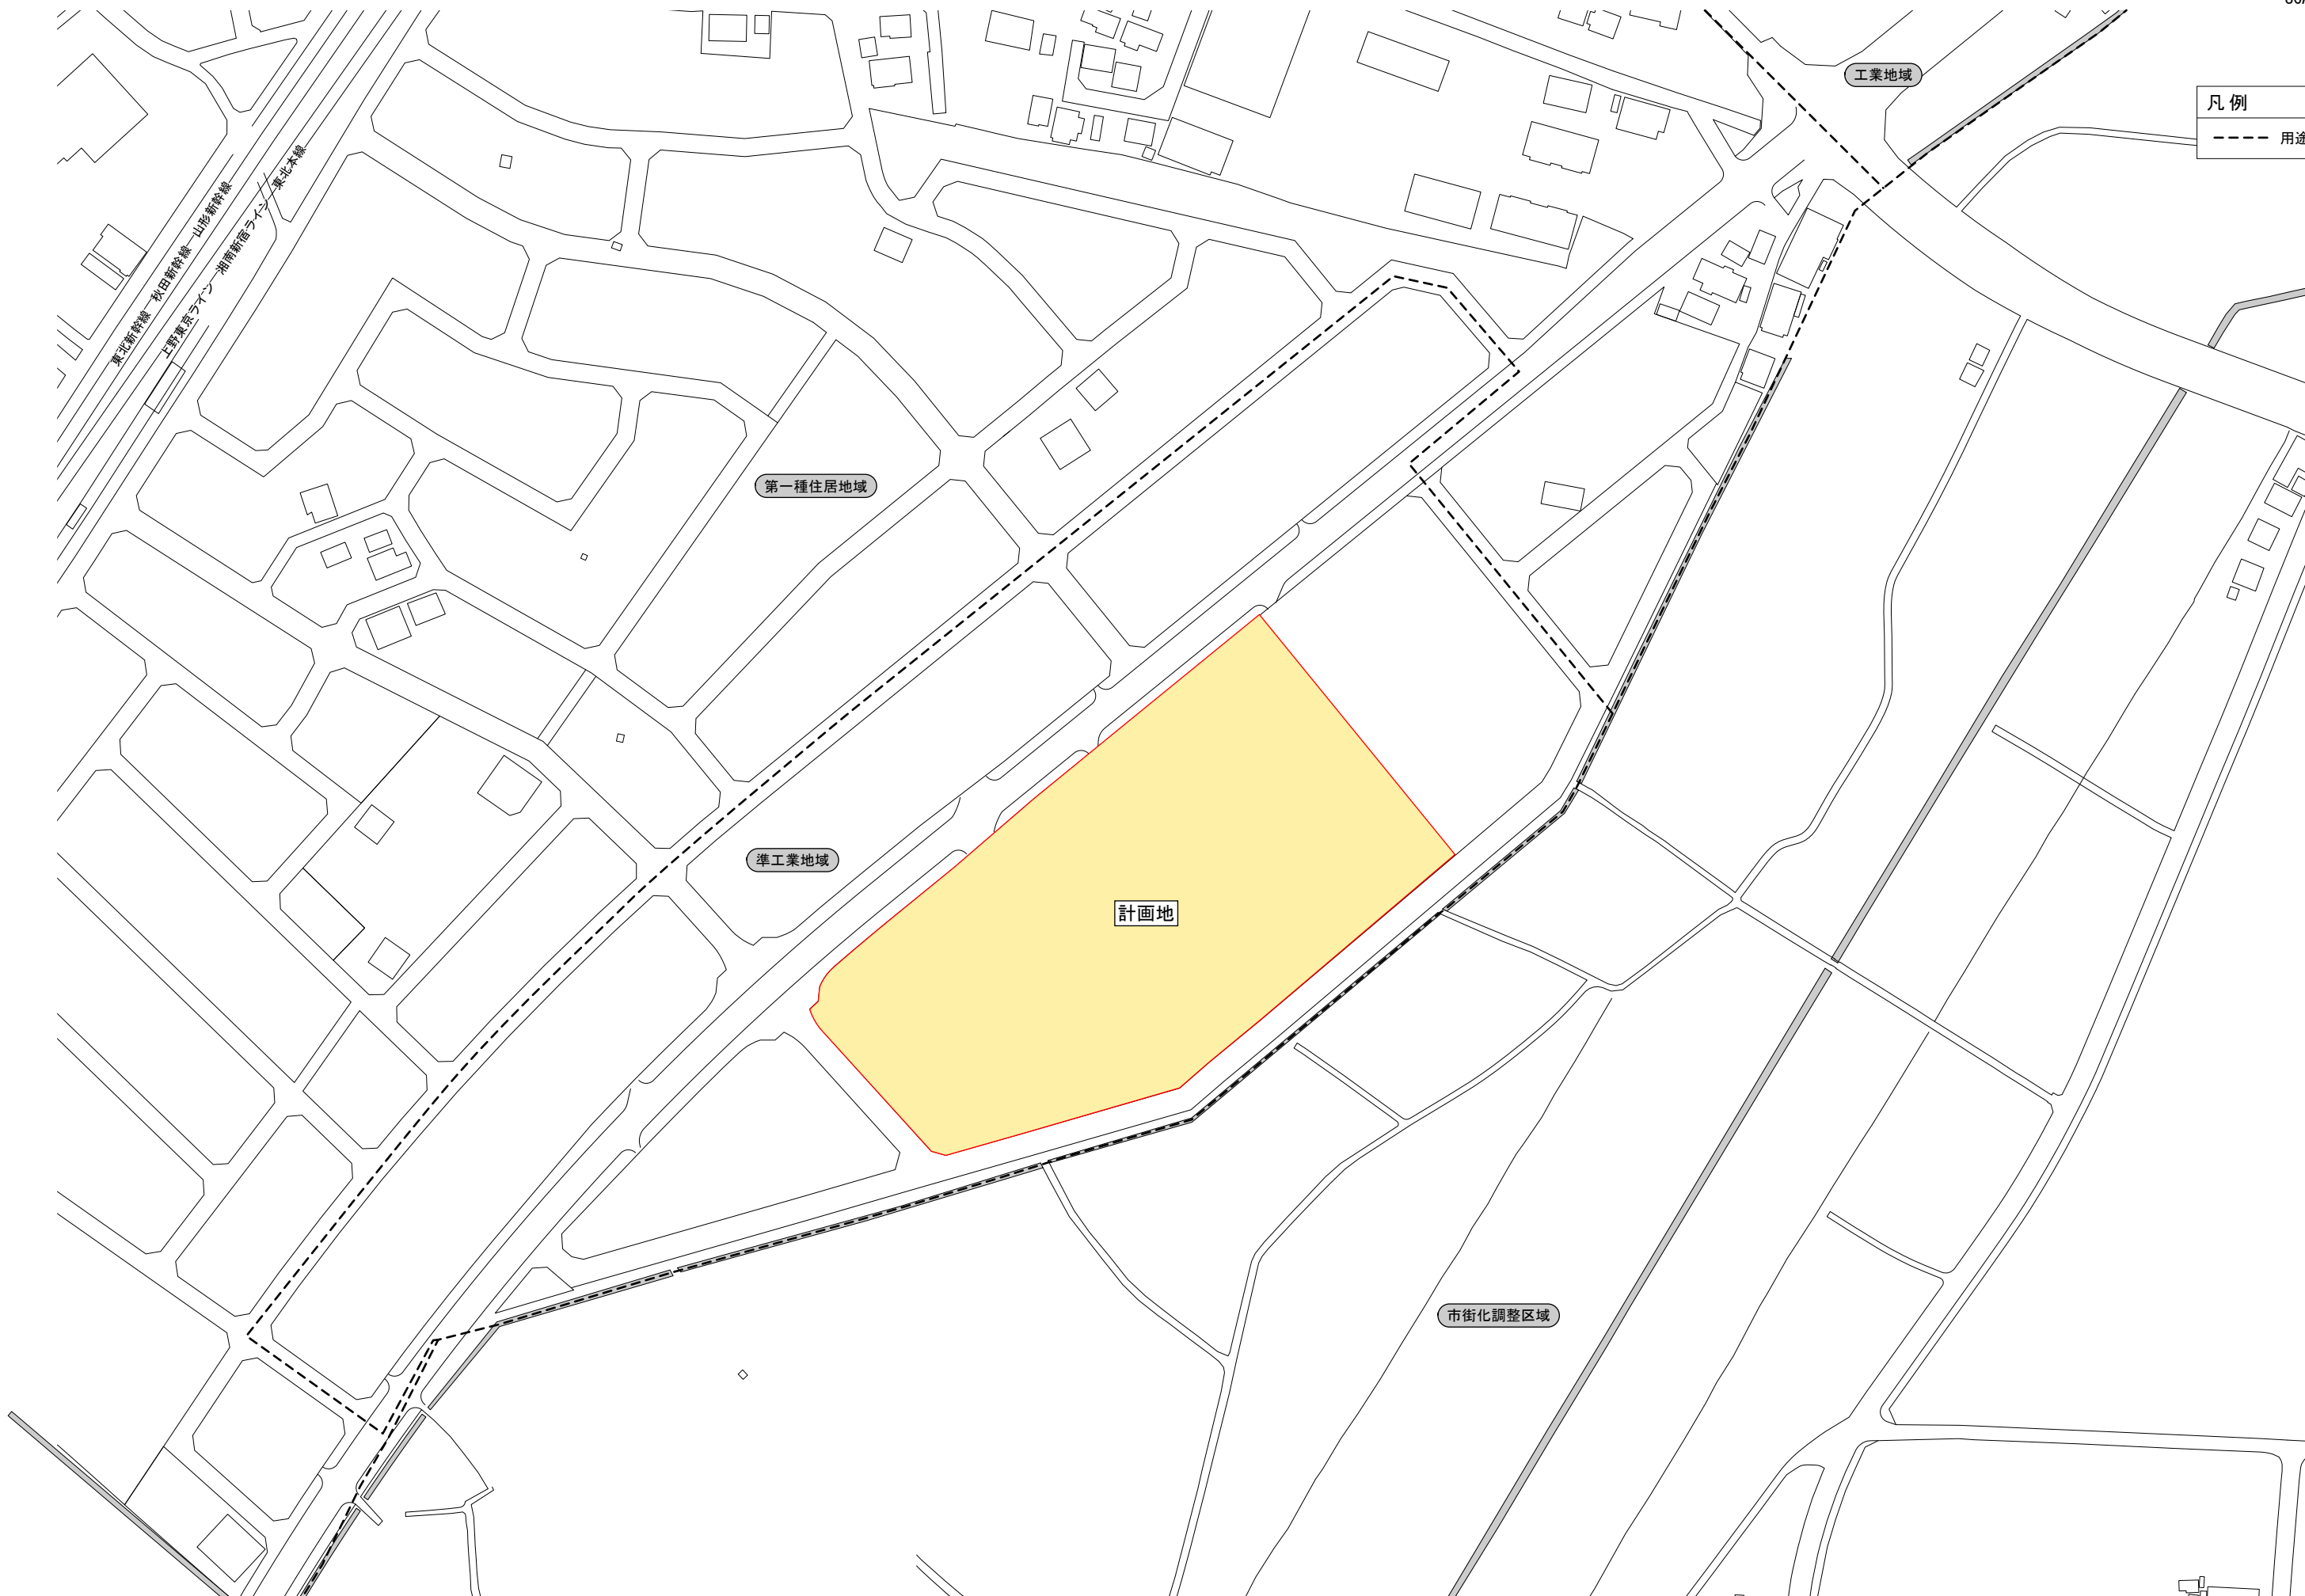 工業地域
凡 例
用途
東北新幹線 秋田新幹線 山形新幹線
上野東京ライン 湘南新宿ライン 東北本線
第一種住居地域
準工業地域
計画地
市街化調整区域